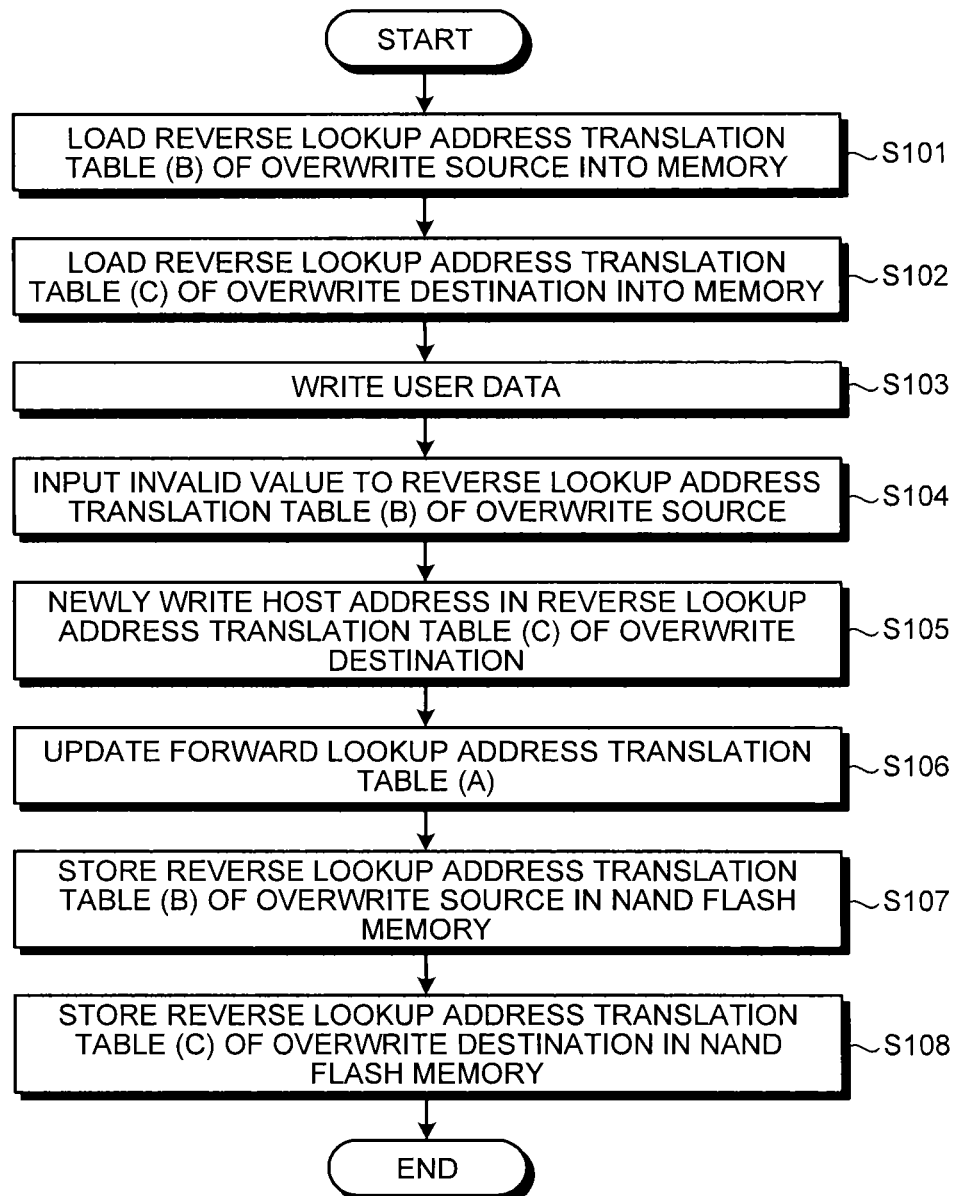 START
LOAD REVERSE LOOKUP ADDRESS TRANSLATION
TABLE (B) OF OVERWRITE SOURCE INTO MEMORY
S101
LOAD REVERSE LOOKUP ADDRESS TRANSLATION
TABLE (C) OF OVERWRITE DESTINATION INTO MEMORY
S102
WRITE USER DATA
S103
INPUT INVALID VALUE TO REVERSE LOOKUP ADDRESS
TRANSLATION TABLE (B) OF OVERWRITE SOURCE
S104
NEWLY WRITE HOST ADDRESS IN REVERSE LOOKUP
ADDRESS TRANSLATION TABLE (C) OF OVERWRITE
DESTINATION
S105
UPDATE FORWARD LOOKUP ADDRESS TRANSLATION
TABLE (A)
S106
STORE REVERSE LOOKUP ADDRESS TRANSLATION
TABLE (B) OF OVERWRITE SOURCE IN NAND FLASH
MEMORY
S107
STORE REVERSE LOOKUP ADDRESS TRANSLATION
TABLE (C) OF OVERWRITE DESTINATION IN NAND
FLASH MEMORY
S108
END